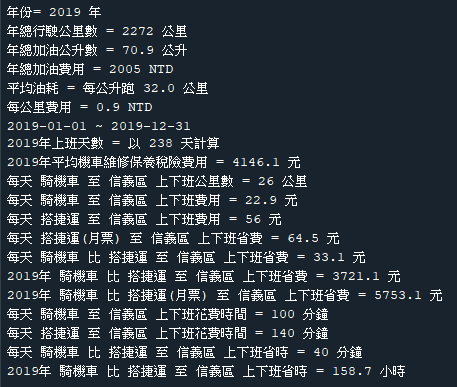 年份= 2019 年
年總行駛公里數 = 2272 公里
年總加油公升數 = 70.9 公升
年總加油費用 = 2005 NTD
平均油耗 = 每公升跑 32.0 公里
每公里費用 = 0.9 NTD
2019-01-01 ~ 2019-12-31
2019年上班天數 = 以 238 天計算
2019年平均機車維修保養稅險費用 = 4146.1 元
每天 騎機車 至 信義區 上下班公里數 = 26 公里
每天 騎機車 至 信義區 上下班費用 = 22.9 元
每天 搭捷運 至 信義區 上下班費用 = 56 元
每天 搭捷運(月票) 至 信義區 上下班省費 = 64.5 元
每天 騎機車 比 搭捷運 至 信義區 上下班省費 = 33.1 元
2019年 騎機車 比 搭捷運 至 信義區 上下班省費 = 3721.1 元
2019年 騎機車 比 搭捷運(月票) 至 信義區 上下班省費 = 5753.1 元
每天 騎機車 至 信義區 上下班花費時間 = 100 分鐘
每天 搭捷運 至 信義區 上下班花費時間 = 140 分鐘
每天 騎機車 比 搭捷運 至 信義區 上下班省時 = 40 分鐘
2019年 騎機車 比 搭捷運 至 信義區 上下班省時 = 158.7 小時